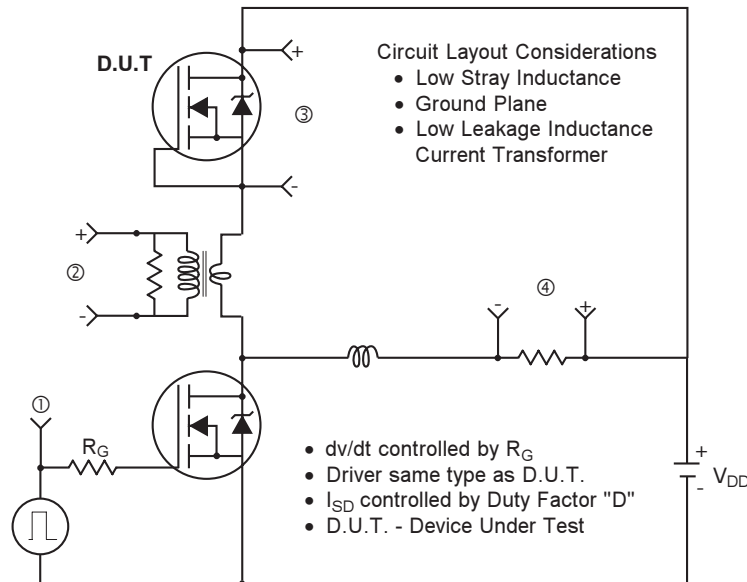 D.U.T
+
Circuit Layout Considerations
• Low Stray Inductance
• Ground Plane
• Low Leakage Inductance
Current Transformer
③
-
+
②
-
④
-
+
①
R_G
• dv/dt controlled by R_G
• Driver same type as D.U.T.
• I_SD controlled by Duty Factor "D"
• D.U.T. - Device Under Test
+
V_DD
-